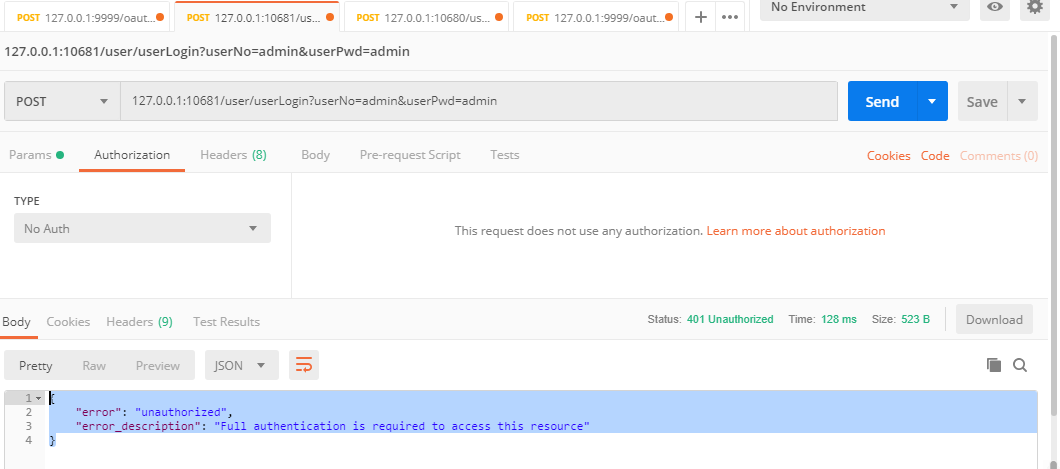 POST 127.0.0.1:9999/oaut... POST 127.0.0.1:10681/us... POST 127.0.0.1:10680/us... POST 127.0.0.1:9999/oaut... + ••• No Environment
127.0.0.1:10681/user/userLogin?userNo=admin&userPwd=admin
POST 127.0.0.1:10681/user/userLogin?userNo=admin&userPwd=admin Send Save
Params Authorization Headers (8) Body Pre-request Script Tests Cookies Code Comments (0)
TYPE
No Auth
This request does not use any authorization. Learn more about authorization
Body Cookies Headers (9) Test Results Status: 401 Unauthorized Time: 128 ms Size: 523 B Download
Pretty Raw Preview JSON
1 {
2 "error": "unauthorized",
3 "error_description": "Full authentication is required to access this resource"
4 }